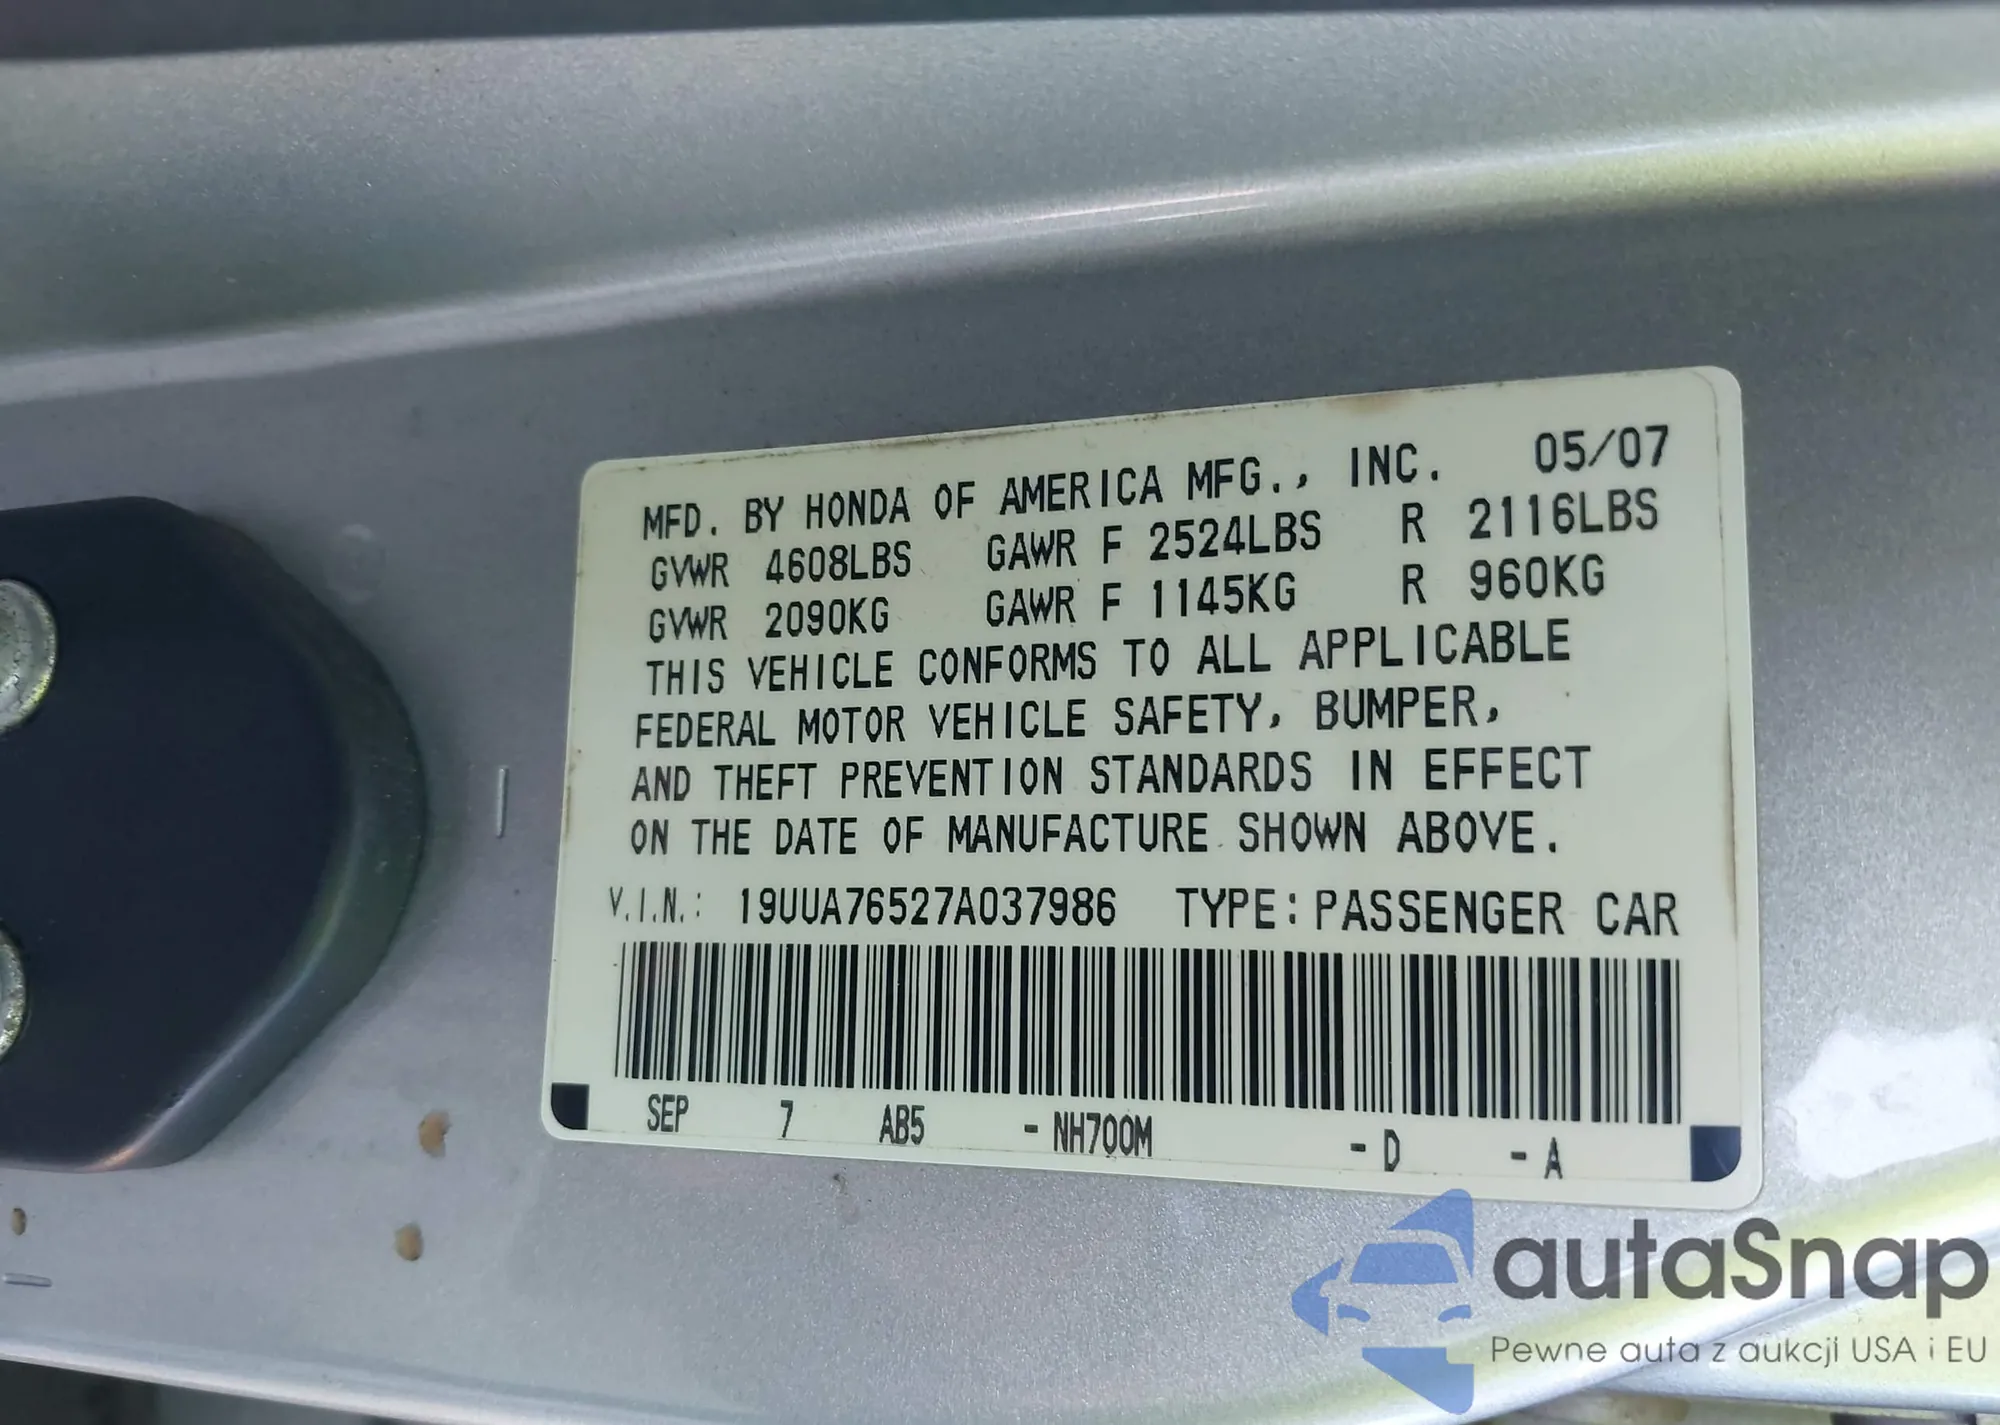 MFD. BY HONDA OF AMERICA MFG., INC. 05/07
GVWR 4608LBS GAWR F 2524LBS R 2116LBS
GVWR 2090KG GAWR F 1145KG R 960KG
THIS VEHICLE CONFORMS TO ALL APPLICABLE
FEDERAL MOTOR VEHICLE SAFETY, BUMPER,
AND THEFT PREVENTION STANDARDS IN EFFECT
ON THE DATE OF MANUFACTURE SHOWN ABOVE.
V.I.N.: 19UUA76527A037986 TYPE: PASSENGER CAR
SEP 7 AB5 - NH700M - D - A
autaSnap
Pewne auta z aukcji USA i EU